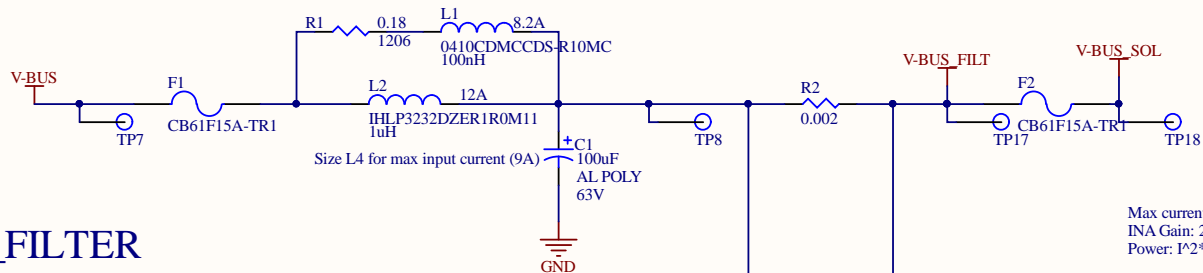 R1
0.18
1206
L1
8.2A
0410CDMCCDS-R10MC
100nH
V-BUS
F1
CB61F15A-TR1
TP7
L2
12A
IHLP3232DZER1R0M11
1uH
Size L4 for max input current (9A)
C1
100uF
AL POLY
63V
GND
TP8
R2
0.002
V-BUS_FILT
V-BUS_SOL
F2
CB61F15A-TR1
TP17
TP18
Max curren
INA Gain: 2
Power: I^2*
_FILTER